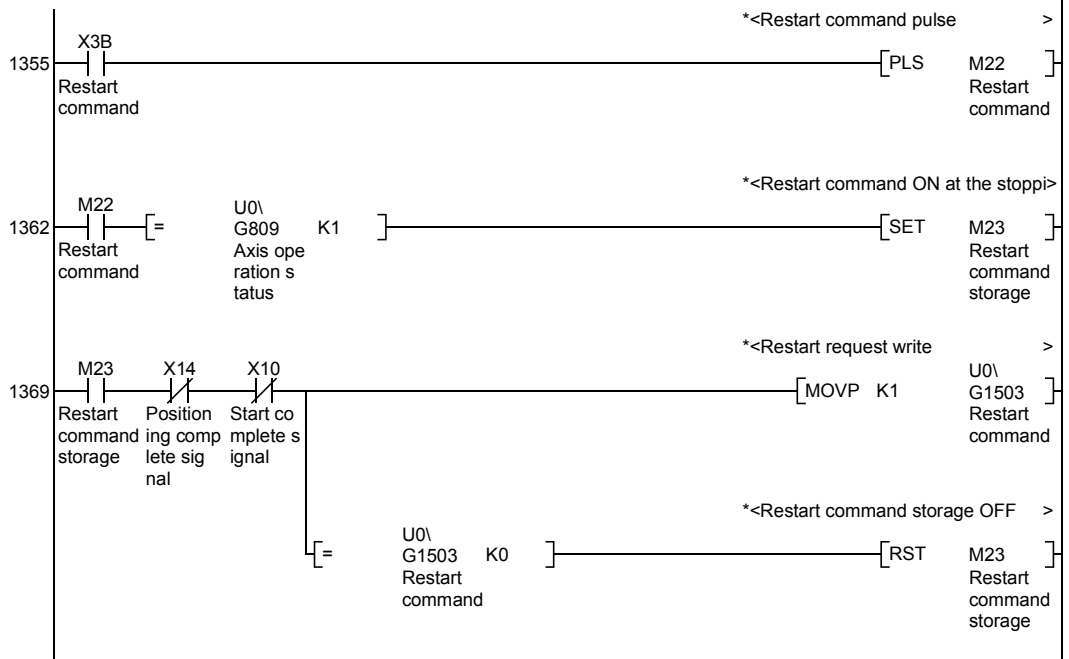 *<Restart command pulse >
X3B
1355 [PLS M22 ]
Restart Restart
command command
*<Restart command ON at the stoppi>
M22 U0\
1362 [= G809 K1 ] [SET M23 ]
Restart Axis ope Restart
command ration s command
tatus storage
*<Restart request write >
M23 X14 X10 U0\
1369 [MOVP K1 G1503 ]
Restart Position Start co Restart
command ing comp mplete s command
storage lete sig ignal
nal
*<Restart command storage OFF >
U0\
[= G1503 K0 ] [RST M23 ]
Restart Restart
command command
storage